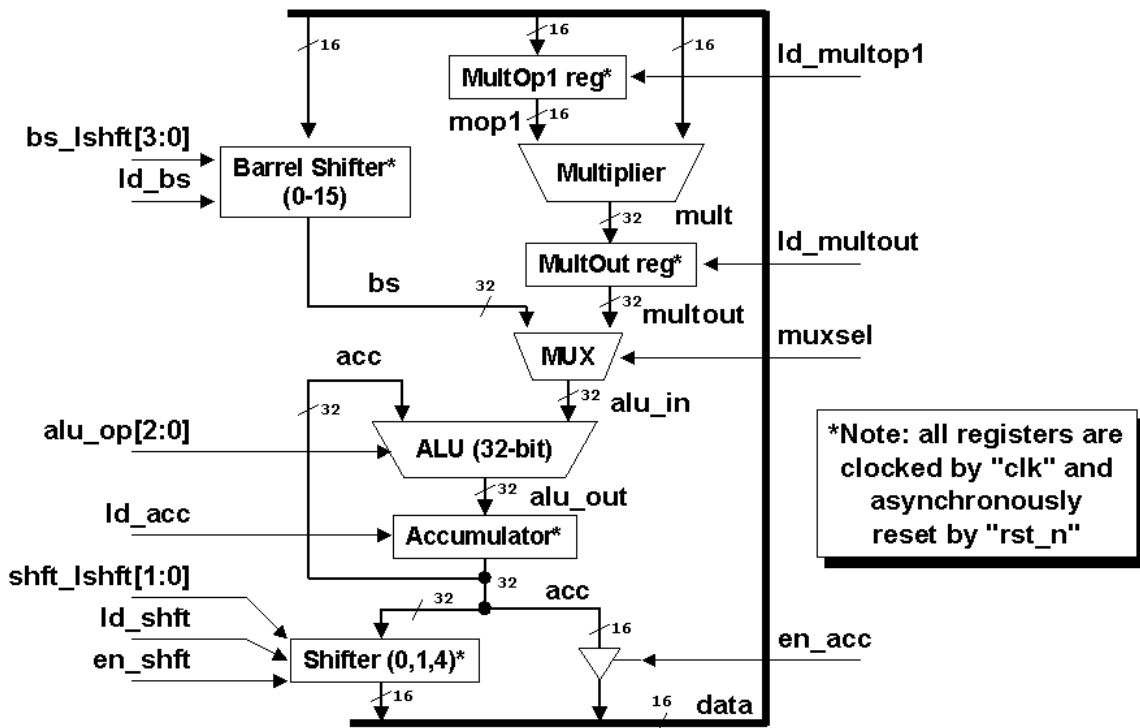 16
16
16
MultOp1 reg*
ld_multop1
mop1
16
bs_lshft[3:0]
ld_bs
Barrel Shifter*
(0-15)
Multiplier
32
mult
MultOut reg*
ld_multout
bs
32
32
multout
MUX
muxsel
acc
32
32
alu_in
alu_op[2:0]
ALU (32-bit)
32
alu_out
ld_acc
Accumulator*
32
shft_lshft[1:0]
ld_shft
en_shft
32
acc
16
Shifter (0,1,4)*
en_acc
16
data
16
*Note: all registers are
clocked by "clk" and
asynchronously
reset by "rst_n"